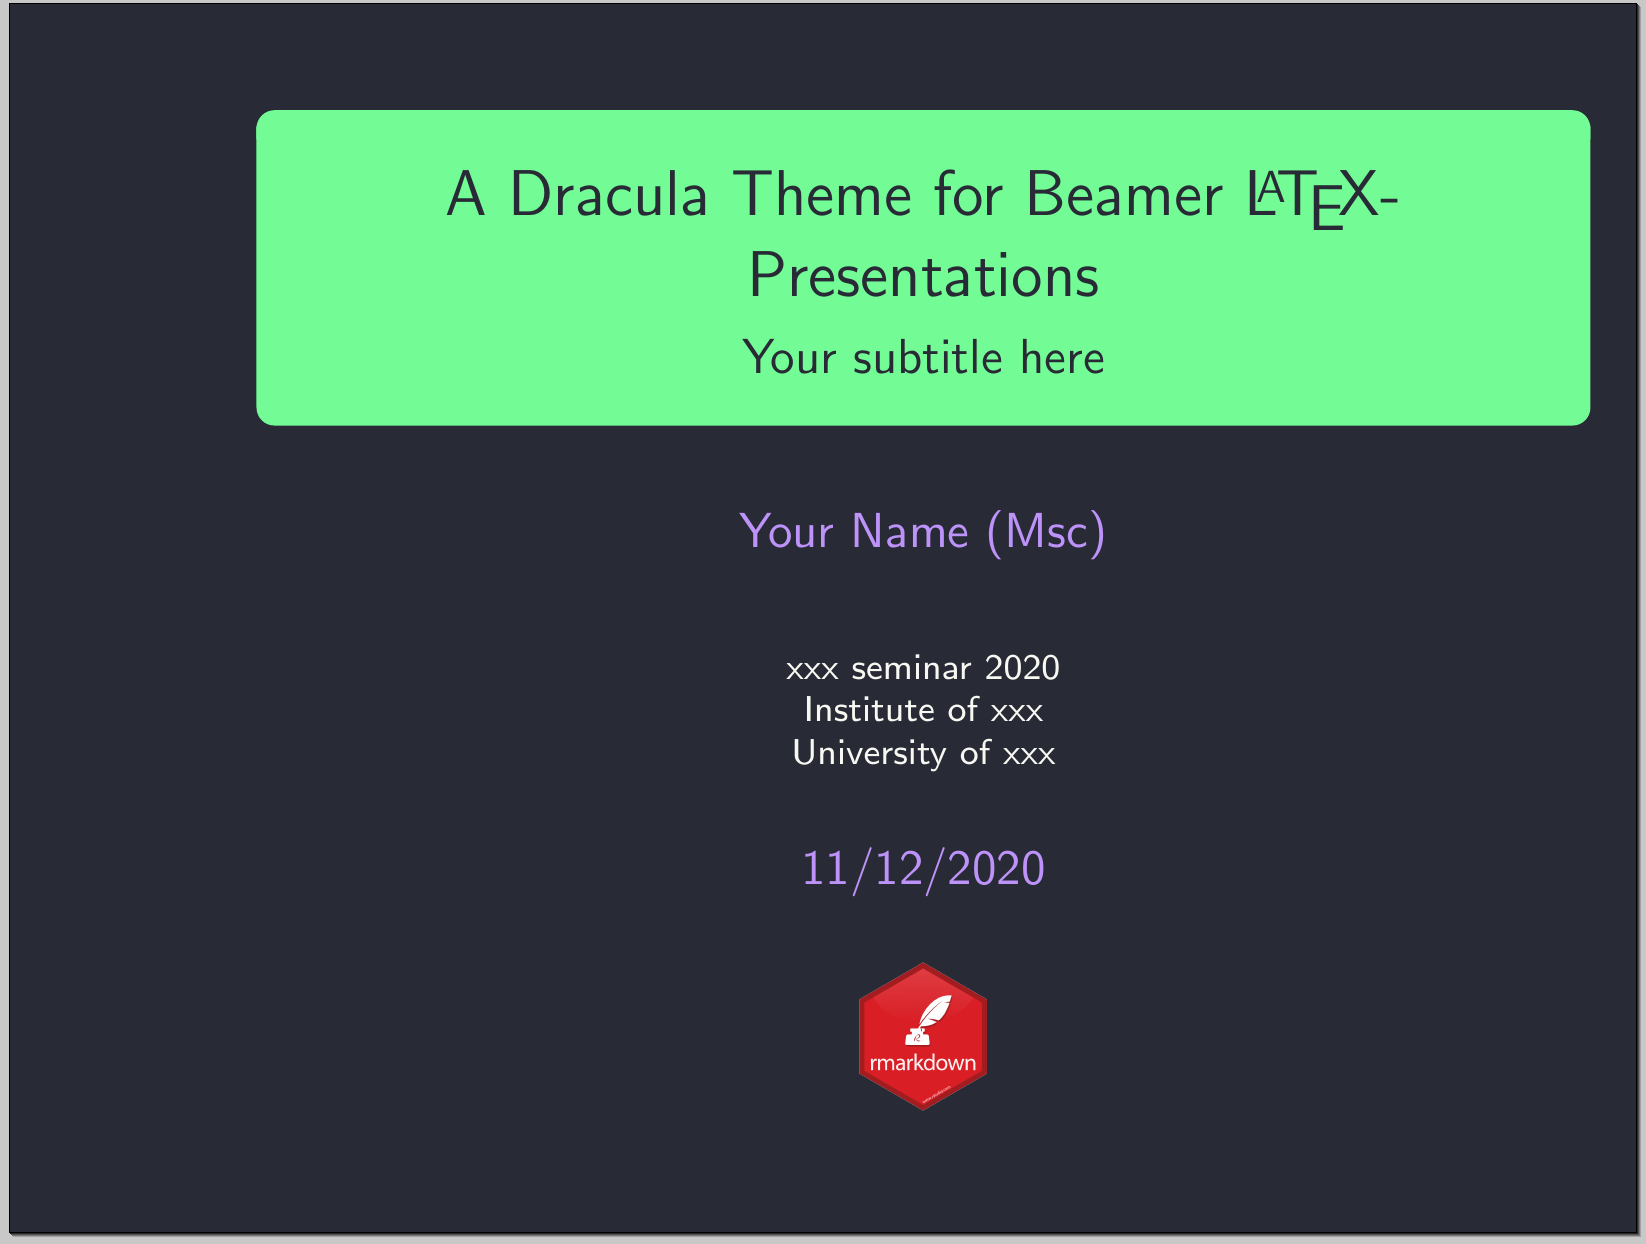 A Dracula Theme for Beamer LATEX-
Presentations
Your subtitle here
Your Name (Msc)
xxx seminar 2020
Institute of xxx
University of xxx
11/12/2020
rmarkdown